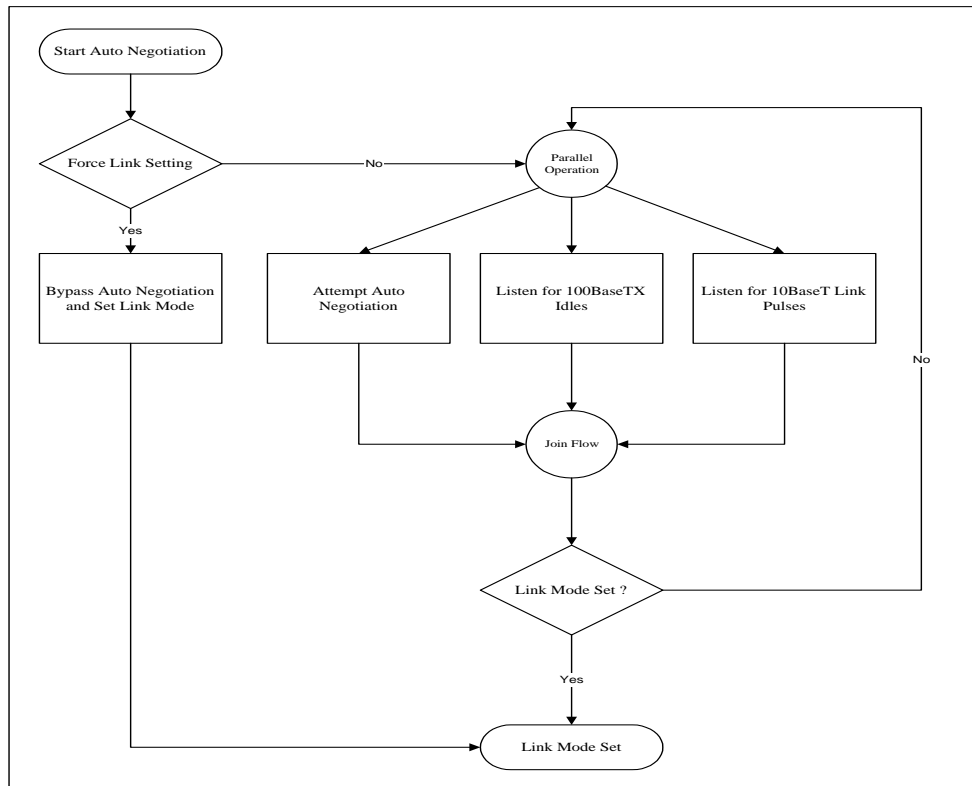 Start Auto Negotiation
Force Link Setting
No
Parallel
Operation
Yes
Bypass Auto Negotiation
and Set Link Mode
Attempt Auto
Negotiation
Listen for 100BaseTX
Idles
Listen for 10BaseT Link
Pulses
No
Join Flow
Link Mode Set ?
Yes
Link Mode Set